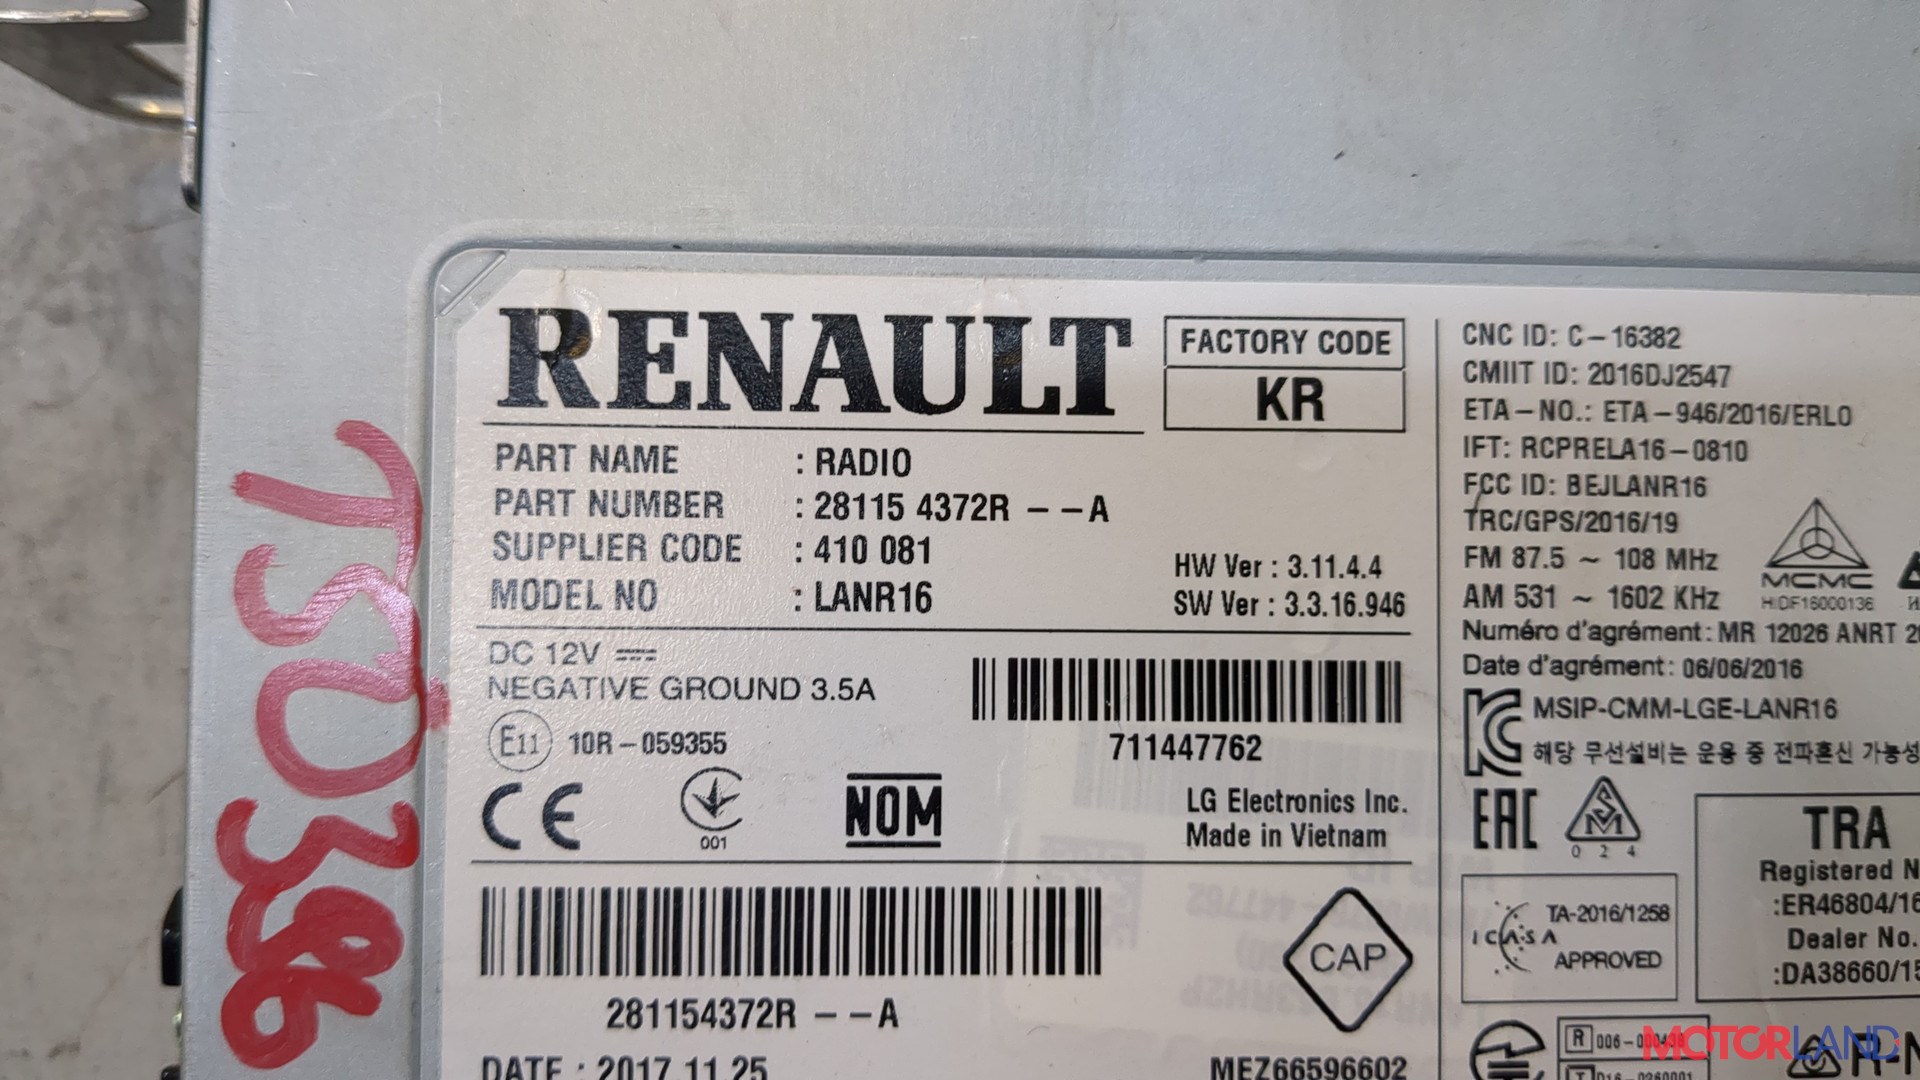 RENAULT
FACTORY CODE
KR
PART NAME : RADIO
PART NUMBER : 28115 4372R --A
SUPPLIER CODE : 410 081
MODEL NO : LANR16
HW Ver : 3.11.4.4
SW Ver : 3.3.16.946
DC 12V
NEGATIVE GROUND 3.5A
E11 10R-059355
711447762
CE
001
NOM
LG Electronics Inc.
Made in Vietnam
281154372R --A
CAP
DATE : 2017 11 25
MEZ66596602
CNC ID: C-16382
CMIIT ID: 2016DJ2547
ETA-NO.: ETA-946/2016/ERLO
IFT: RCPRELA16-0810
FCC ID: BEJLANR16
TRC/GPS/2016/19
FM 87.5 ~ 108 MHz
AM 531 ~ 1602 KHz
MCMC
HIDF16000136
Numéro d'agrément: MR 12026 ANRT
Date d'agrément: 06/06/2016
MSIP-CMM-LGE-LANR16
해당 무선설비는 운용 중 전파혼신 가능성
EAC
SM
024
TRA
Registered
:ER46804/16
Dealer No.
:DA38660/15
ICASA
TA-2016/1258
APPROVED
R 006-000436
T
TSU396
MOTORLAND